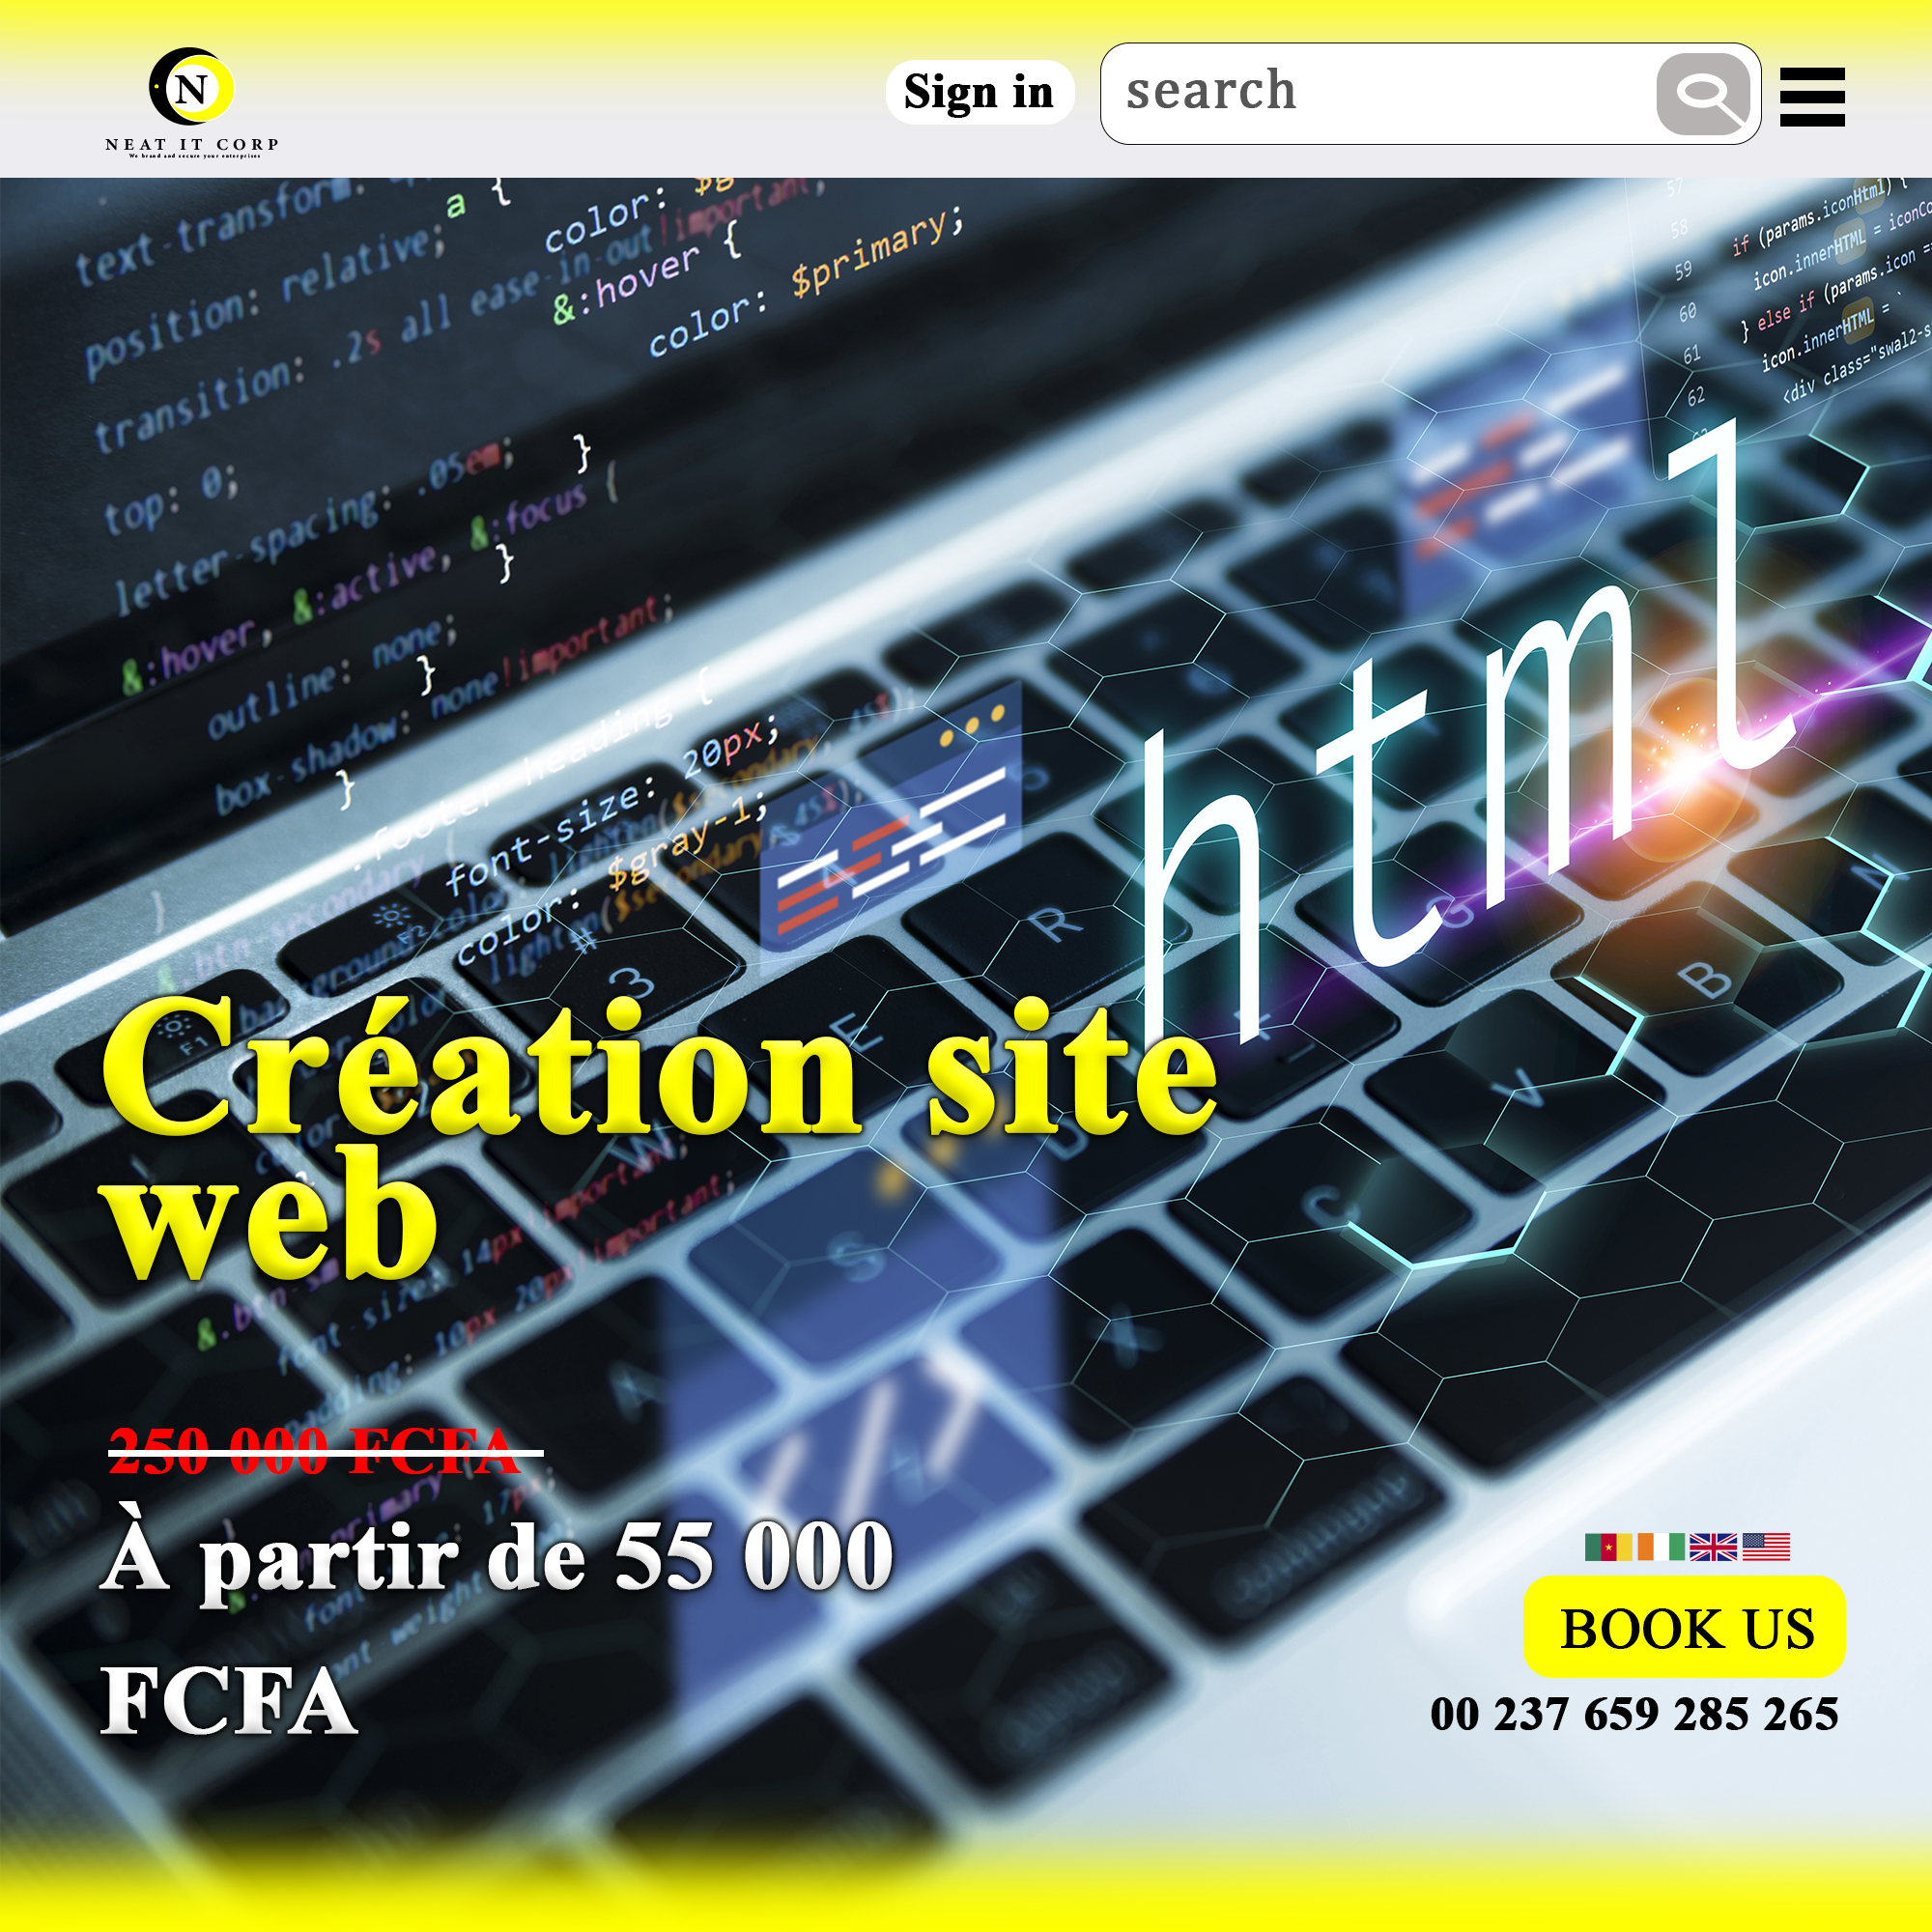 N
NEAT IT CORP
We brand and secure your enterprises
Sign in
search
text-transform:
a {
color:
position: relative;
!important;
&:hover {
transition: .2s all ease-in-out
color: $primary;
top: 0;
}
letter-spacing: .05em;
&:hover, &:active, &:focus {
}
outline: none;
}
box-shadow: none!important;
}
.footer-heading {
font-size: 20px;
color: $gray-1;
57
58
59
60
61
62
if (params.iconHtml) {
icon.innerHTML = iconCo
} else if (params.icon =
icon.innerHTML = `
<div class="swal2-s
html
Création site
web
250 000 FCFA
À partir de 55 000
FCFA
BOOK US
00 237 659 285 265